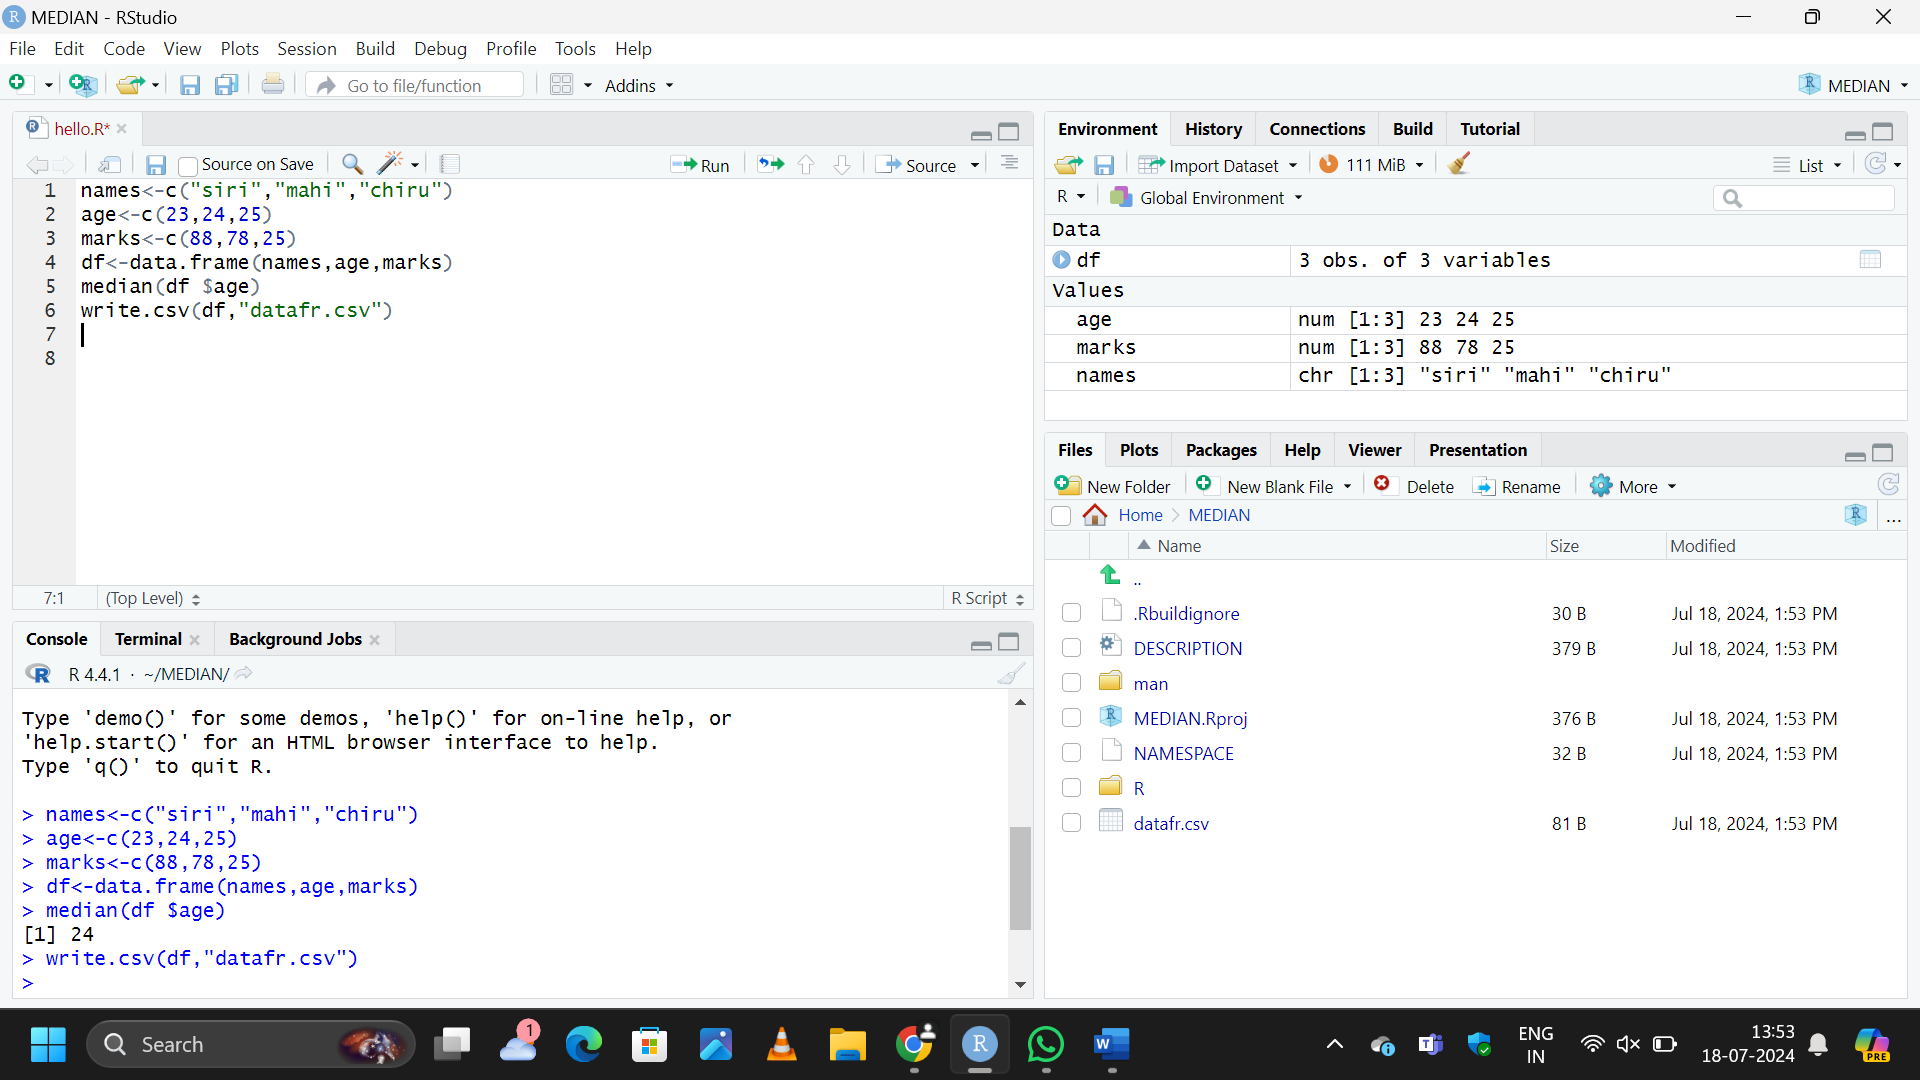 MEDIAN - RStudio
File Edit Code View Plots Session Build Debug Profile Tools Help
Go to file/function Addins MEDIAN
hello.R*
Source on Save Run Source
1 names<-c("siri","mahi","chiru")
2 age<-c(23,24,25)
3 marks<-c(88,78,25)
4 df<-data.frame(names,age,marks)
5 median(df $age)
6 write.csv(df,"datafr.csv")
7
8
7:1 (Top Level) R Script
Console Terminal Background Jobs
R 4.4.1 · ~/MEDIAN/
Type 'demo()' for some demos, 'help()' for on-line help, or
'help.start()' for an HTML browser interface to help.
Type 'q()' to quit R.
> names<-c("siri","mahi","chiru")
> age<-c(23,24,25)
> marks<-c(88,78,25)
> df<-data.frame(names,age,marks)
> median(df $age)
[1] 24
> write.csv(df,"datafr.csv")
>
Environment History Connections Build Tutorial
Import Dataset 111 MiB List
R Global Environment
Data
df 3 obs. of 3 variables
Values
age num [1:3] 23 24 25
marks num [1:3] 88 78 25
names chr [1:3] "siri" "mahi" "chiru"
Files Plots Packages Help Viewer Presentation
New Folder New Blank File Delete Rename More
Home MEDIAN ...
Name Size Modified
..
.Rbuildignore 30 B Jul 18, 2024, 1:53 PM
DESCRIPTION 379 B Jul 18, 2024, 1:53 PM
man
MEDIAN.Rproj 376 B Jul 18, 2024, 1:53 PM
NAMESPACE 32 B Jul 18, 2024, 1:53 PM
R
datafr.csv 81 B Jul 18, 2024, 1:53 PM
Search 1 R W ENG 13:53
IN 18-07-2024 PRE